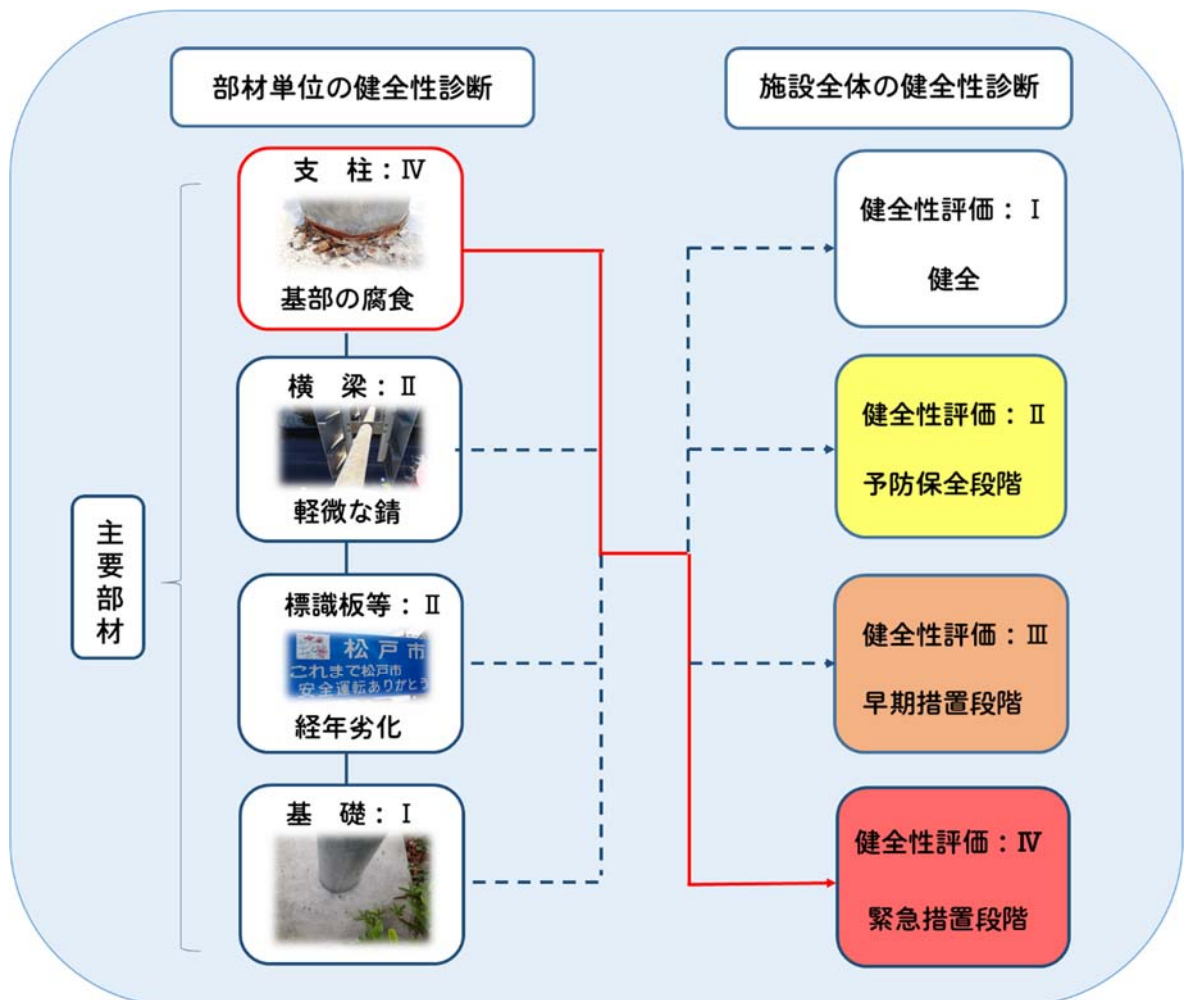 部材単位の健全性診断
施設全体の健全性診断
主要部材
支　柱：Ⅳ
基部の腐食
横　梁：Ⅱ
軽微な錆
標識板等：Ⅱ
松戸市
これまで松戸市
安全運転ありがとう
経年劣化
基　礎：Ⅰ
健全性評価：Ⅰ
健全
健全性評価：Ⅱ
予防保全段階
健全性評価：Ⅲ
早期措置段階
健全性評価：Ⅳ
緊急措置段階